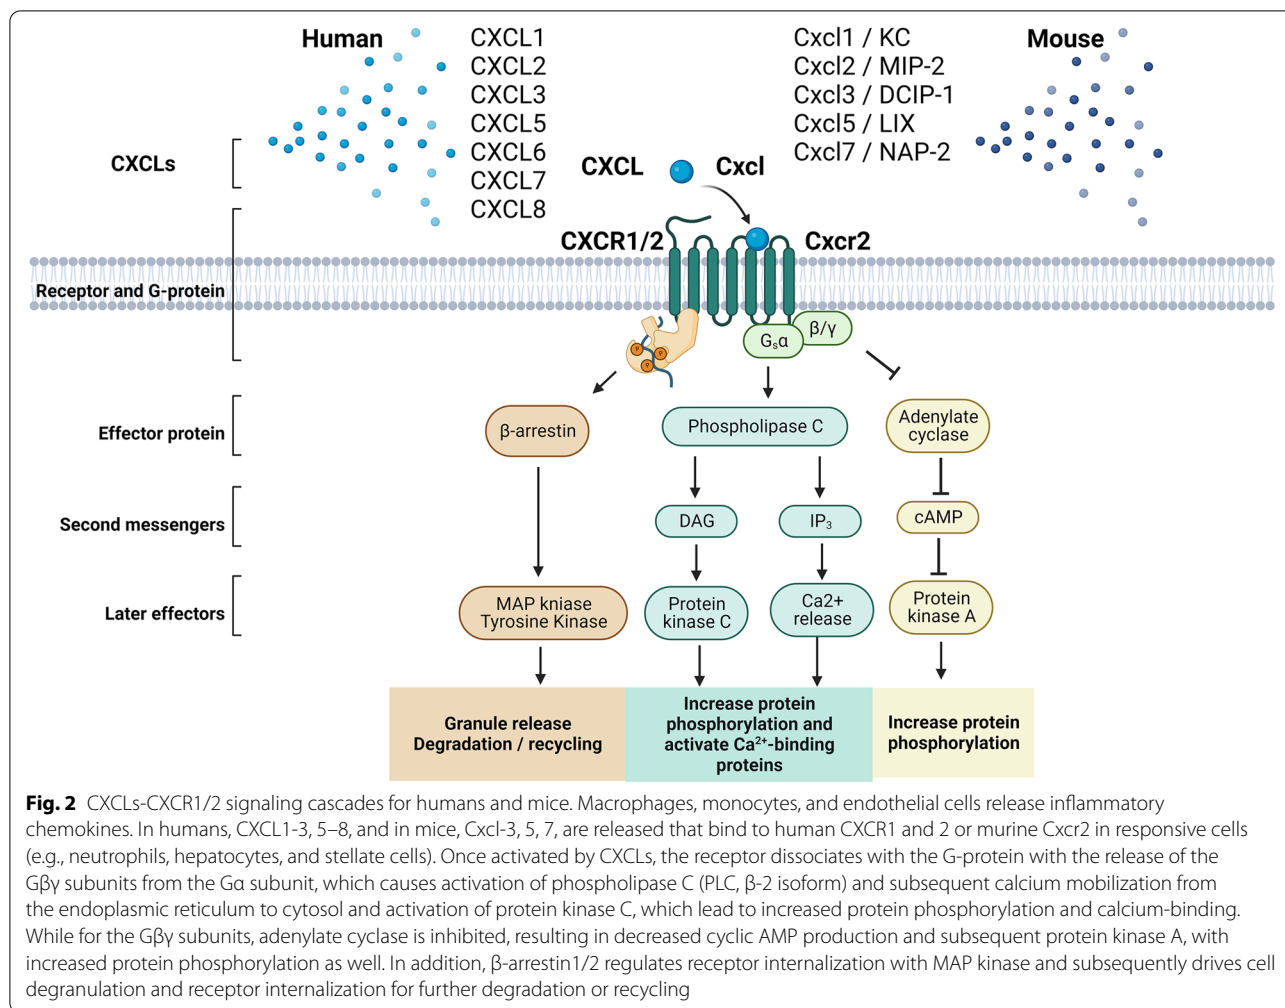 Human
CXCL1
CXCL2
CXCL3
CXCL5
CXCL6
CXCL7
CXCL8
Cxcl1 / KC
Cxcl2 / MIP-2
Cxcl3 / DCIP-1
Cxcl5 / LIX
Cxcl7 / NAP-2
Mouse
CXCLs
CXCL
Cxcl
CXCR1/2
Cxcr2
Receptor and G-protein
P
P
P
Gₛα
β/γ
Effector protein
β-arrestin
Phospholipase C
Adenylate
cyclase
Second messengers
DAG
IP₃
cAMP
Later effectors
MAP kniase
Tyrosine Kinase
Protein
kinase C
Ca2+
release
Protein
kinase A
Granule release
Degradation / recycling
Increase protein
phosphorylation and
activate Ca²⁺-binding
proteins
Increase protein
phosphorylation
Fig. 2 CXCLs-CXCR1/2 signaling cascades for humans and mice. Macrophages, monocytes, and endothelial cells release inflammatory
chemokines. In humans, CXCL1-3, 5–8, and in mice, Cxcl-3, 5, 7, are released that bind to human CXCR1 and 2 or murine Cxcr2 in responsive cells
(e.g., neutrophils, hepatocytes, and stellate cells). Once activated by CXCLs, the receptor dissociates with the G-protein with the release of the
Gβγ subunits from the Gα subunit, which causes activation of phospholipase C (PLC, β-2 isoform) and subsequent calcium mobilization from
the endoplasmic reticulum to cytosol and activation of protein kinase C, which lead to increased protein phosphorylation and calcium-binding.
While for the Gβγ subunits, adenylate cyclase is inhibited, resulting in decreased cyclic AMP production and subsequent protein kinase A, with
increased protein phosphorylation as well. In addition, β-arrestin1/2 regulates receptor internalization with MAP kinase and subsequently drives cell
degranulation and receptor internalization for further degradation or recycling